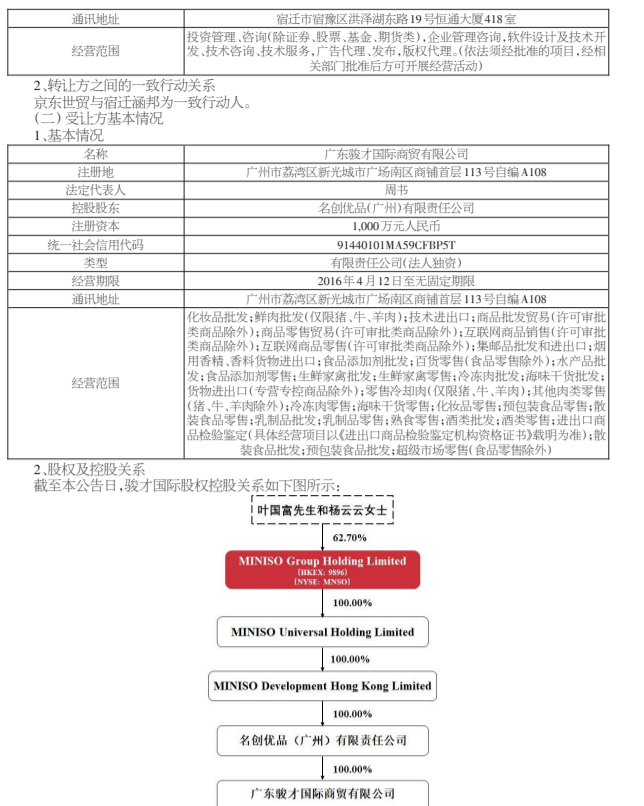 通讯地址 宿迁市宿豫区洪泽湖东路19号恒通大厦418室
经营范围 投资管理、咨询(除证券、股票、基金、期货类),企业管理咨询,软件设计及技术开
发、技术咨询、技术服务,广告代理、发布,版权代理。(依法须经批准的项目,经相
关部门批准后方可开展经营活动)
2、转让方之间的一致行动关系
京东世贸与宿迁涵邦为一致行动人。
(二)受让方基本情况
1、基本情况
名称 广东骏才国际商贸有限公司
注册地 广州市荔湾区新光城市广场南区商铺首层113号自编A108
法定代表人 周书
控股股东 名创优品(广州)有限责任公司
注册资本 1,000万元人民币
统一社会信用代码 91440101MA59CFBP5T
类型 有限责任公司(法人独资)
经营期限 2016年4月12日至无固定期限
通讯地址 广州市荔湾区新光城市广场南区商铺首层113号自编A108
经营范围 化妆品批发;鲜肉批发(仅限猪、牛、羊肉);技术进出口;商品批发贸易(许可审批
类商品除外);商品零售贸易(许可审批类商品除外);互联网商品销售(许可审批
类商品除外);互联网商品零售(许可审批类商品除外);集邮品批发和进出口;烟
用香精、香料货物进出口;食品添加剂批发;百货零售(食品零售除外);水产品批
发;食品添加剂零售;生鲜家禽批发;生鲜家禽零售;冷冻肉批发;海味干货批发;
货物进出口(专营专控商品除外);零售冷却肉(仅限猪、牛、羊肉);其他肉类零售
(猪、牛、羊肉除外);冷冻肉零售;海味干货零售;化妆品零售;预包装食品零售;散
装食品零售;乳制品批发;乳制品零售;熟食零售;酒类批发;酒类零售;进出口商
品检验鉴定(具体经营项目以《进出口商品检验鉴定机构资格证书》载明为准);散
装食品批发;预包装食品批发;超级市场零售(食品零售除外)
2、股权及控股关系
截至本公告日,骏才国际股权控股关系如下图所示:
叶国富先生和杨云云女士
62.70%
MINISO Group Holding Limited
(HKEX: 9896)
(NYSE: MNSO)
100.00%
MINISO Universal Holding Limited
100.00%
MINISO Development Hong Kong Limited
100.00%
名创优品(广州)有限责任公司
100.00%
广东骏才国际商贸有限公司